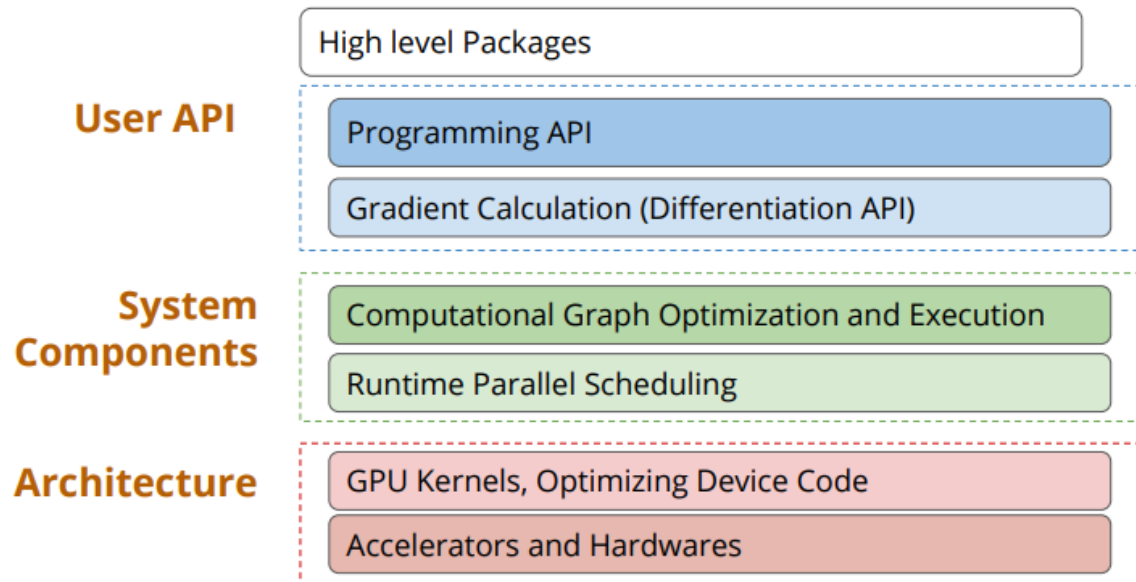 High level Packages
User API
Programming API
Gradient Calculation (Differentiation API)
System
Components
Computational Graph Optimization and Execution
Runtime Parallel Scheduling
Architecture
GPU Kernels, Optimizing Device Code
Accelerators and Hardwares